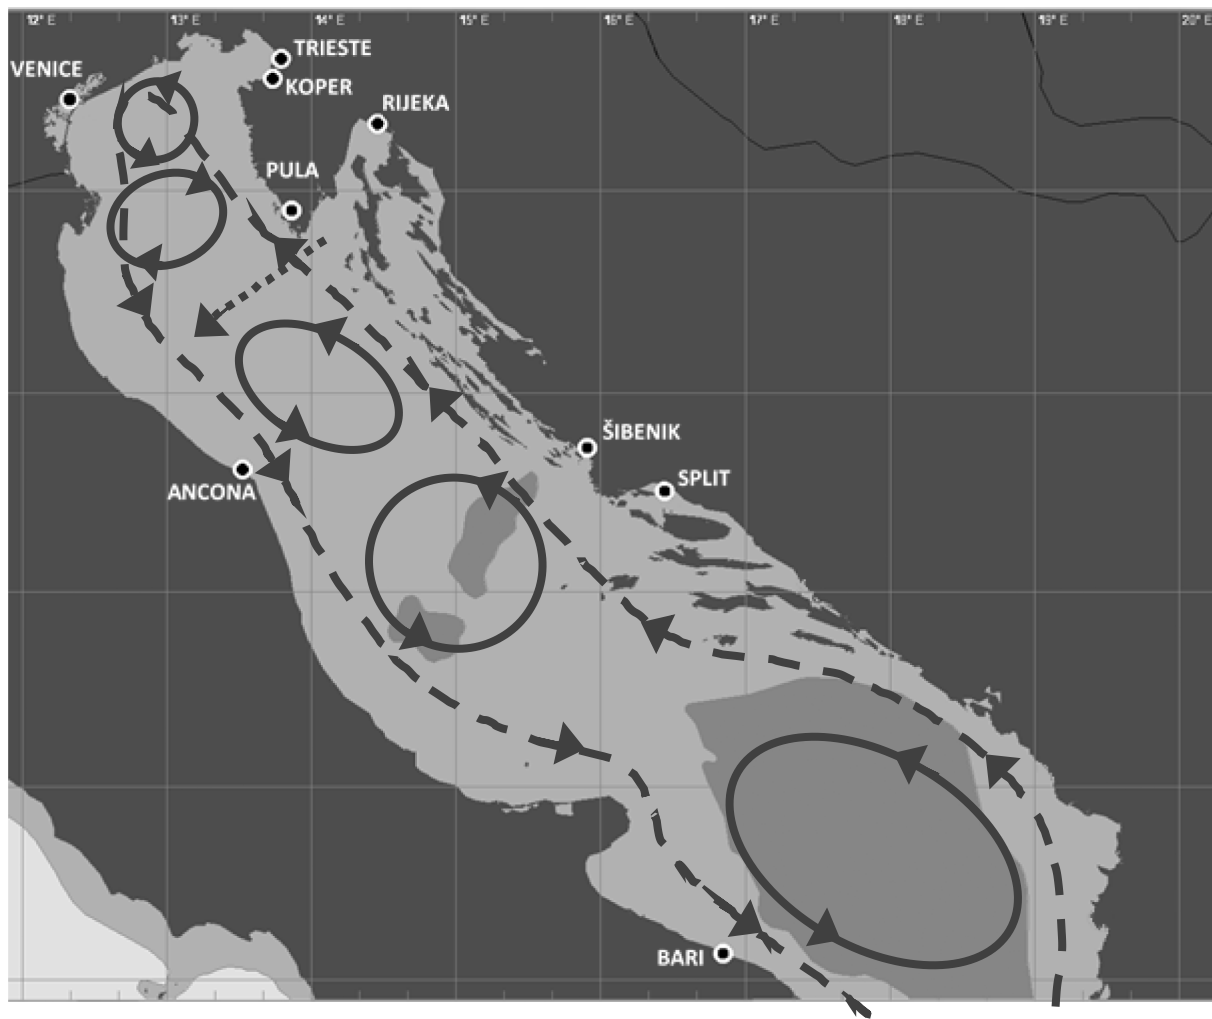 12° E 13° E 14° E 15° E 16° E 17° E 18° E 19° E 20° E
TRIESTE
VENICE
KOPER
RIJEKA
PULA
ŠIBENIK
SPLIT
ANCONA
BARI